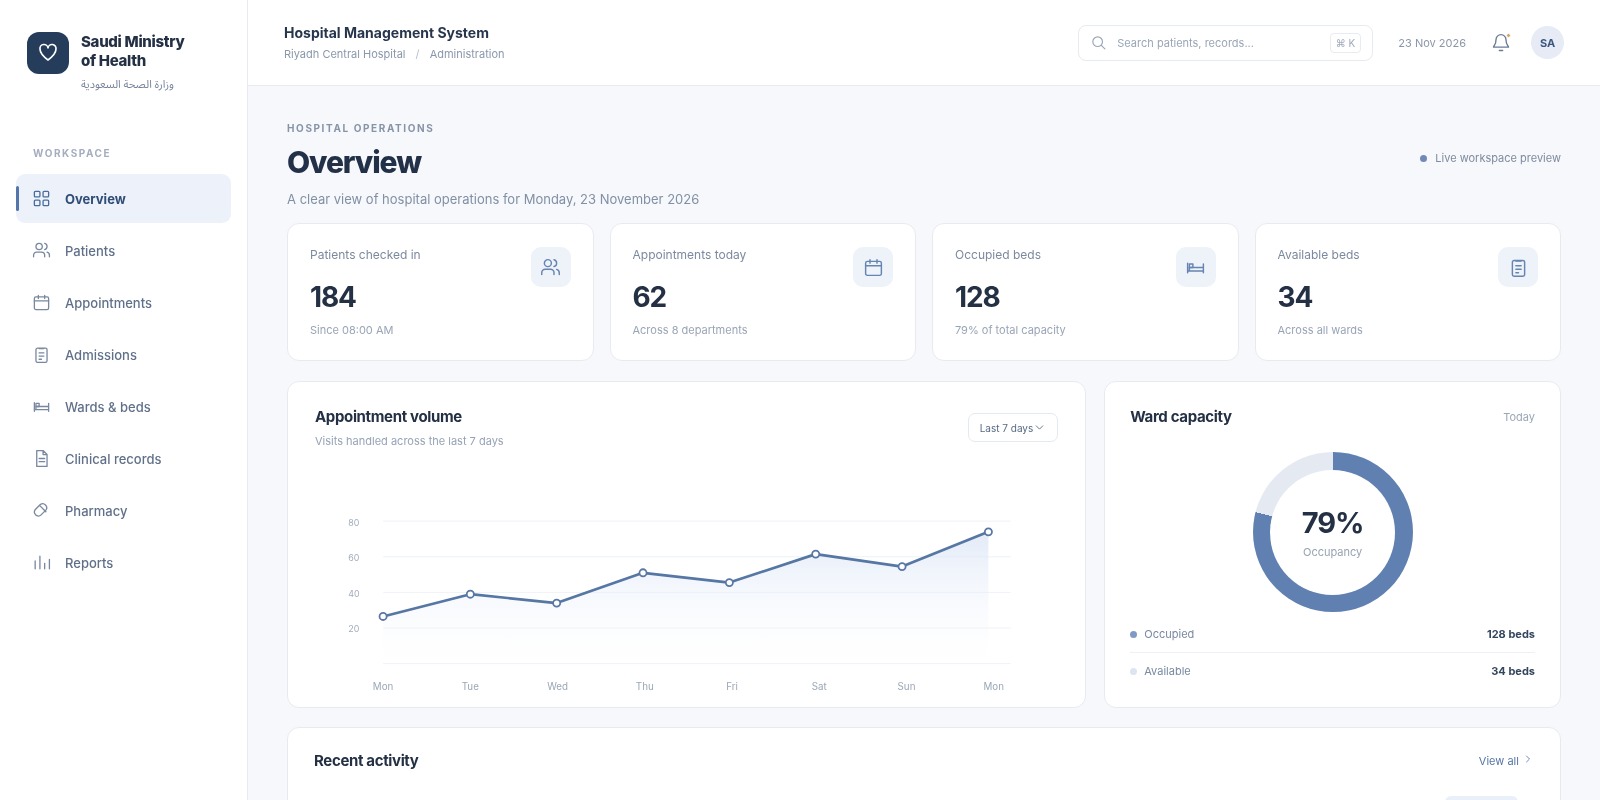 Saudi Ministry
of Health
وزارة الصحة السعودية
WORKSPACE
Overview
Patients
Appointments
Admissions
Wards & beds
Clinical records
Pharmacy
Reports
Hospital Management System
Riyadh Central Hospital / Administration
Search patients, records...
⌘ K
23 Nov 2026
SA
HOSPITAL OPERATIONS
Overview
A clear view of hospital operations for Monday, 23 November 2026
Live workspace preview
Patients checked in
184
Since 08:00 AM
Appointments today
62
Across 8 departments
Occupied beds
128
79% of total capacity
Available beds
34
Across all wards
Appointment volume
Visits handled across the last 7 days
Last 7 days
80
60
40
20
Mon Tue Wed Thu Fri Sat Sun Mon
Ward capacity
Today
79%
Occupancy
Occupied 128 beds
Available 34 beds
Recent activity
View all